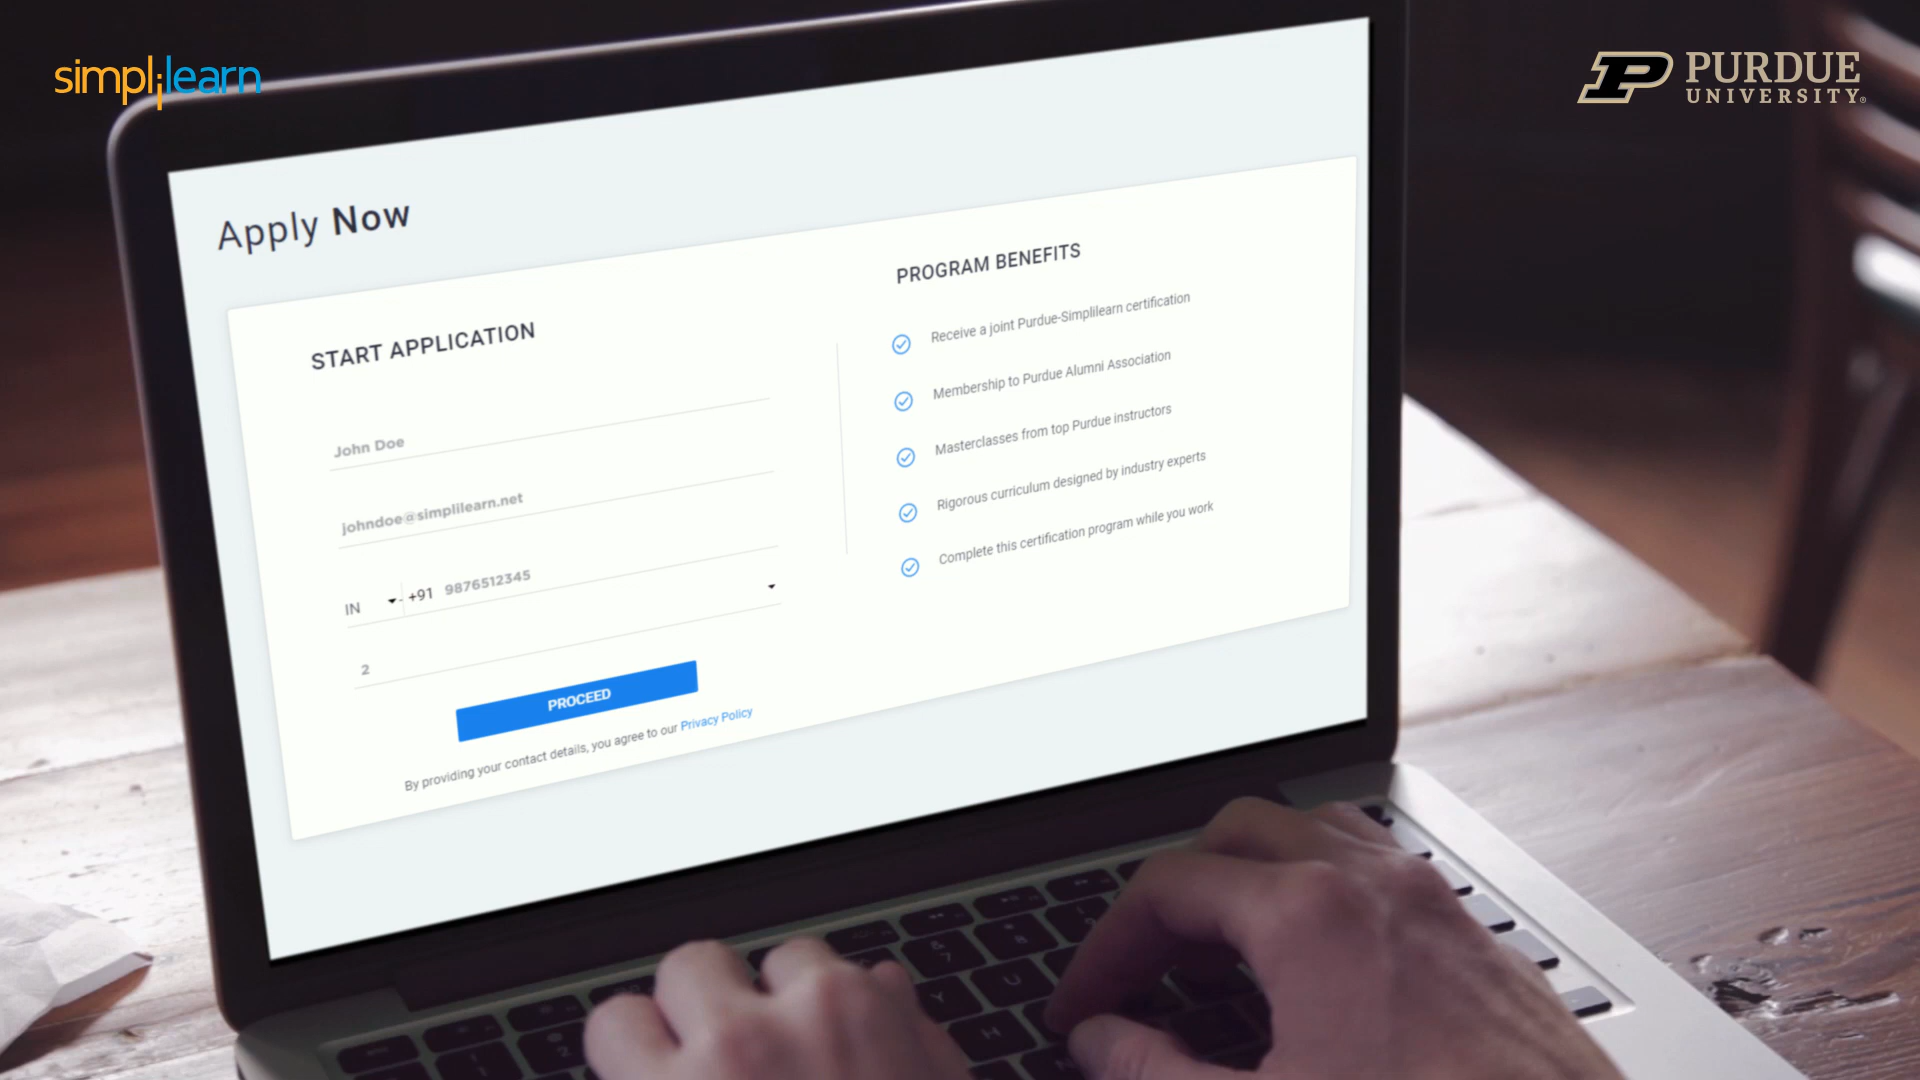 simplilearn
PURDUE
UNIVERSITY®
Apply Now
START APPLICATION
John Doe
johndoe@simplilearn.net
IN +91 9876512345
2
PROCEED
By providing your contact details, you agree to our Privacy Policy
PROGRAM BENEFITS
Receive a joint Purdue-Simplilearn certification
Membership to Purdue Alumni Association
Masterclasses from top Purdue instructors
Rigorous curriculum designed by industry experts
Complete this certification program while you work
&
7
*
8
Y
U
H
2